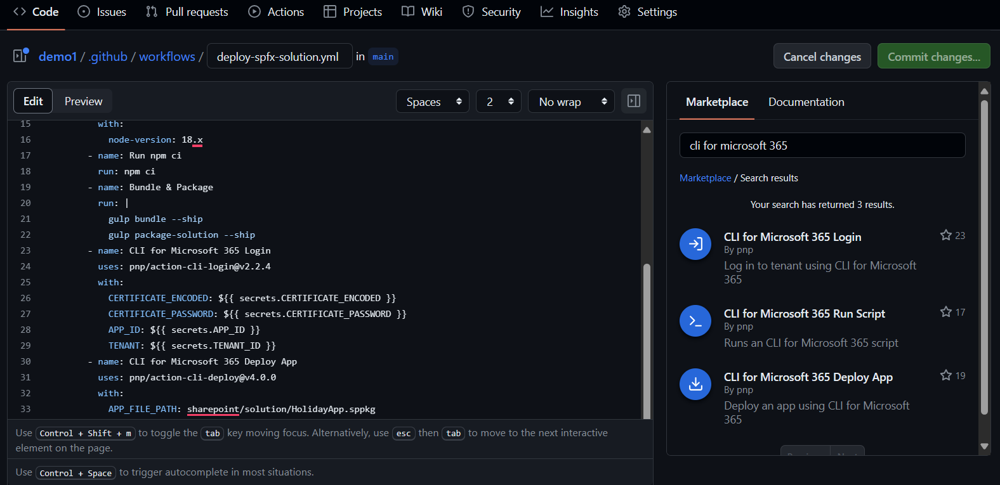 Code Issues Pull requests Actions Projects Wiki Security Insights Settings
demo1 / .github / workflows / deploy-spfx-solution.yml in main Cancel changes Commit changes...
Edit Preview Spaces 2 No wrap
15 with:
16 node-version: 18.x
17 - name: Run npm ci
18 run: npm ci
19 - name: Bundle & Package
20 run: |
21 gulp bundle --ship
22 gulp package-solution --ship
23 - name: CLI for Microsoft 365 Login
24 uses: pnp/action-cli-login@v2.2.4
25 with:
26 CERTIFICATE_ENCODED: ${{ secrets.CERTIFICATE_ENCODED }}
27 CERTIFICATE_PASSWORD: ${{ secrets.CERTIFICATE_PASSWORD }}
28 APP_ID: ${{ secrets.APP_ID }}
29 TENANT: ${{ secrets.TENANT_ID }}
30 - name: CLI for Microsoft 365 Deploy App
31 uses: pnp/action-cli-deploy@v4.0.0
32 with:
33 APP_FILE_PATH: sharepoint/solution/HolidayApp.sppkg
Use Control + Shift + m to toggle the tab key moving focus. Alternatively, use esc then tab to move to the next interactive
element on the page.
Use Control + Space to trigger autocomplete in most situations.
Marketplace Documentation
cli for microsoft 365
Marketplace / Search results
Your search has returned 3 results.
CLI for Microsoft 365 Login 23
By pnp
Log in to tenant using CLI for Microsoft
365
CLI for Microsoft 365 Run Script 17
By pnp
Runs an CLI for Microsoft 365 script
CLI for Microsoft 365 Deploy App 19
By pnp
Deploy an app using CLI for Microsoft
365